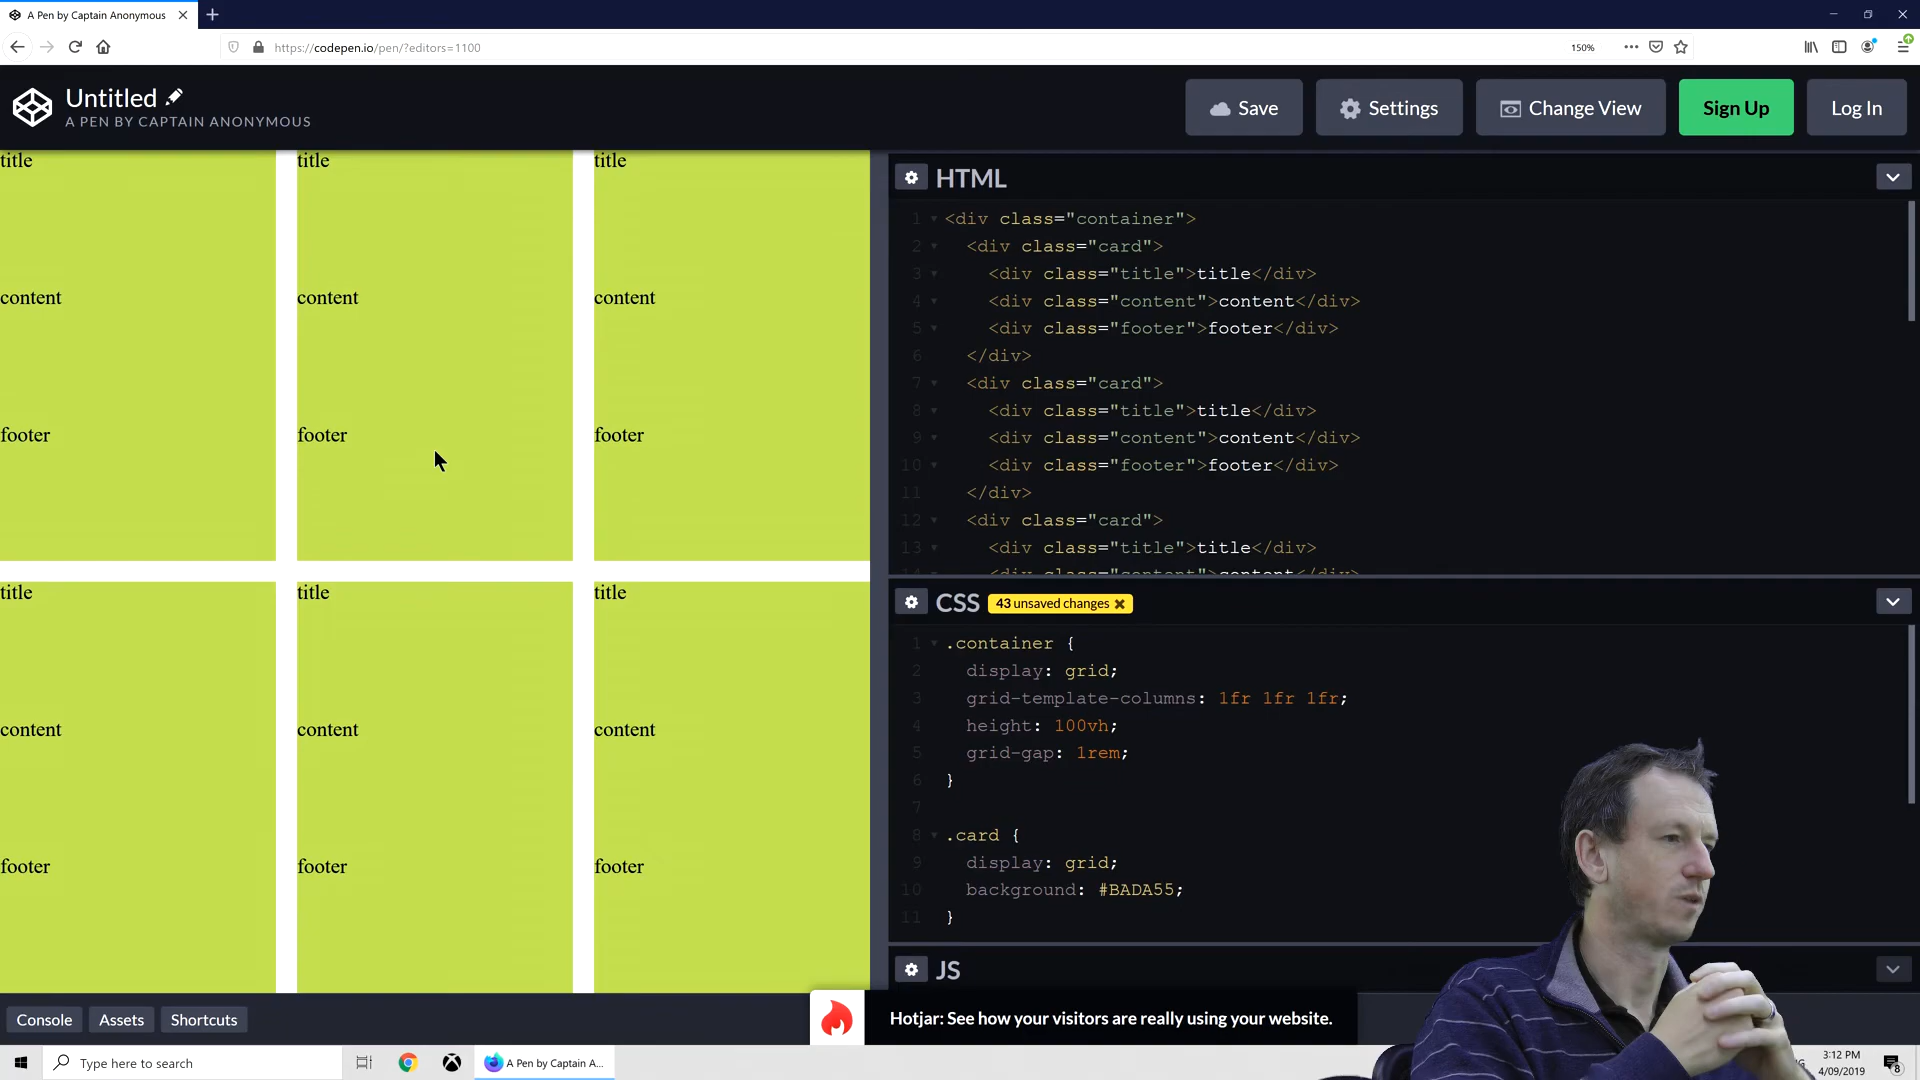 A Pen by Captain Anonymous
https://codepen.io/pen/?editors=1100
150%
Untitled
A PEN BY CAPTAIN ANONYMOUS
Save
Settings
Change View
Sign Up
Log In
title title title
content content content
footer footer footer
title title title
content content content
footer footer footer
HTML
1 <div class="container">
2 <div class="card">
3 <div class="title">title</div>
4 <div class="content">content</div>
5 <div class="footer">footer</div>
6 </div>
7 <div class="card">
8 <div class="title">title</div>
9 <div class="content">content</div>
10 <div class="footer">footer</div>
11 </div>
12 <div class="card">
13 <div class="title">title</div>
14 <div class="content">content</div>
CSS 43 unsaved changes
1 .container {
2 display: grid;
3 grid-template-columns: 1fr 1fr 1fr;
4 height: 100vh;
5 grid-gap: 1rem;
6 }
7
8 .card {
9 display: grid;
10 background: #BADA55;
11 }
JS
Console Assets Shortcuts
Hotjar: See how your visitors are really using your website.
Type here to search
A Pen by Captain A...
3:12 PM
4/09/2019
8